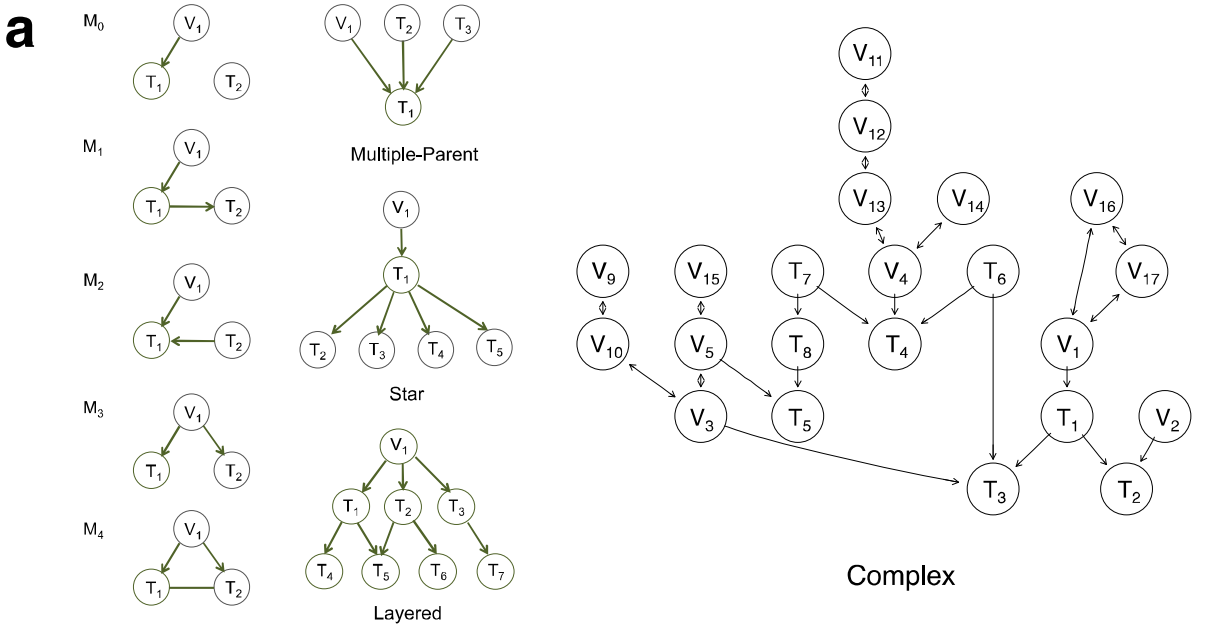 a
M₀
V₁
T₁ T₂
M₁
V₁
T₁ T₂
M₂
V₁
T₁ T₂
M₃
V₁
T₁ T₂
M₄
V₁
T₁ T₂
V₁ T₂ T₃
T₁
Multiple-Parent
V₁
T₁
T₂ T₃ T₄ T₅
Star
V₁
T₁ T₂ T₃
T₄ T₅ T₆ T₇
Layered
V₁₁
V₁₂
V₁₃ V₁₄ V₁₆
V₉ V₁₅ T₇ V₄ T₆ V₁₇
V₁₀ V₅ T₈ T₄ V₁
V₃ T₅ T₁ V₂
T₃ T₂
Complex